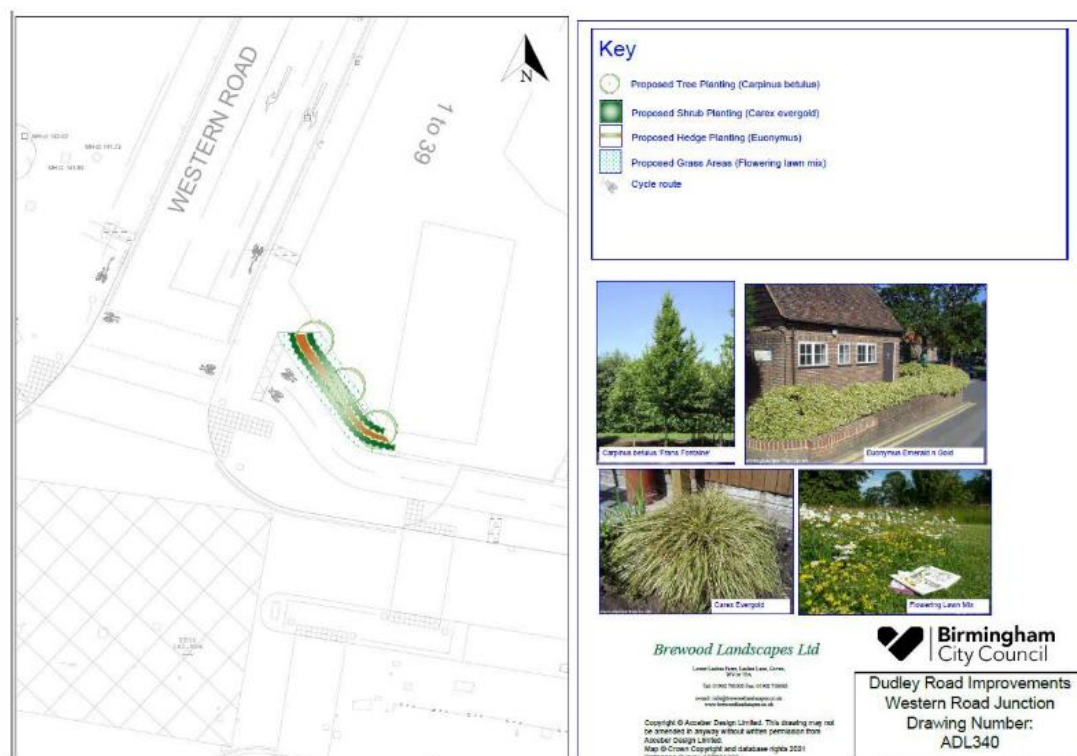 WESTERN ROAD
1 to 39
N
Key
Proposed Tree Planting (Carpinus betulus)
Proposed Shrub Planting (Carex evergold)
Proposed Hedge Planting (Euonymus)
Proposed Grass Areas (Flowering lawn mix)
Cycle route
Carpinus betulus 'Frans Fontaine'
Euonymus Emerald n Gold
Carex Evergold
Flowering Lawn Mix
Brewood Landscapes Ltd
Birmingham
City Council
Dudley Road Improvements
Western Road Junction
Drawing Number:
ADL340
Copyright © Acceber Design Limited. This drawing may not
be amended in anyway without written permission from
Acceber Design Limited.
Map © Crown Copyright and database rights 2021